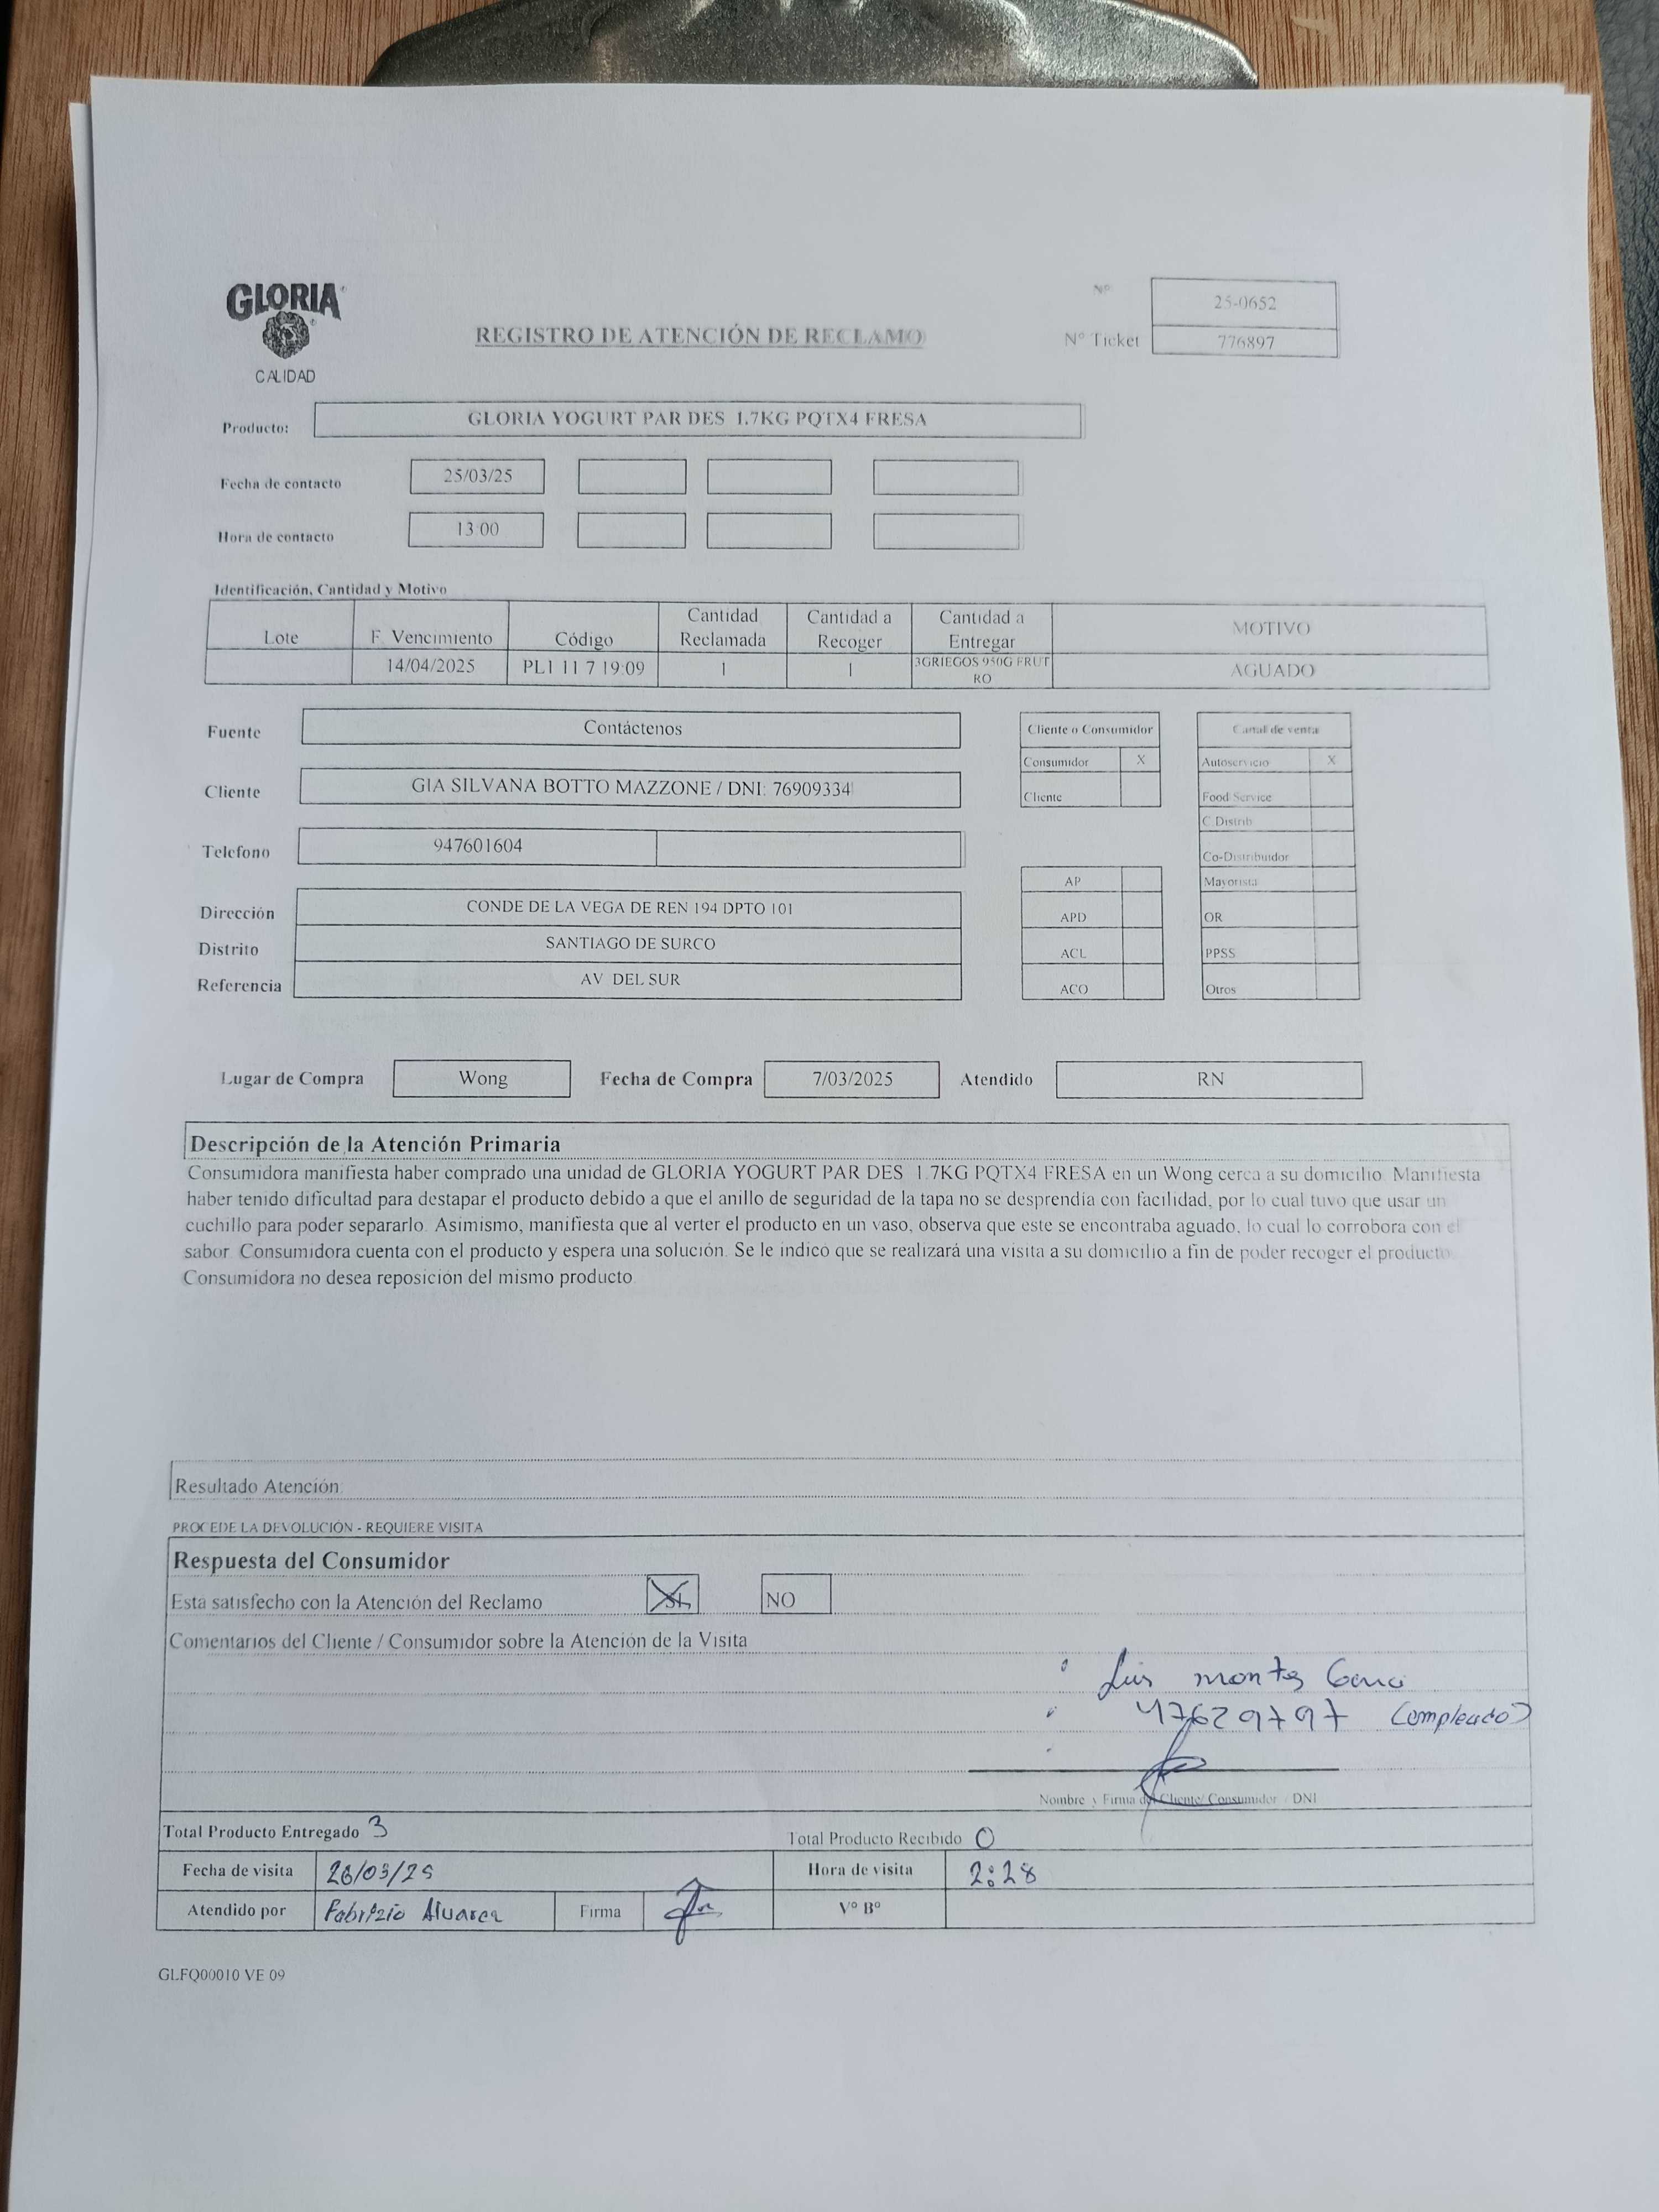 GLORIA
CALIDAD
REGISTRO DE ATENCIÓN DE RECLAMO
Nº 25-0652
Nº Ticket 776897
Producto: GLORIA YOGURT PAR DES 1.7KG PQTX4 FRESA
Fecha de contacto 25/03/25
Hora de contacto 13:00
Identificación, Cantidad y Motivo
Lote F. Vencimiento Código Cantidad Reclamada Cantidad a Recoger Cantidad a Entregar MOTIVO
14/04/2025 PL1 11 7 19:09 1 1 3GRIEGOS 950G FRUT RO AGUADO
Fuente Contáctenos
Cliente GIA SILVANA BOTTO MAZZONE / DNI: 76909334
Telefono 947601604
Dirección CONDE DE LA VEGA DE REN 194 DPTO 101
Distrito SANTIAGO DE SURCO
Referencia AV DEL SUR
Cliente o Consumidor
Consumidor X
Cliente
AP
APD
ACL
ACO
Canal de venta
Autoservicio X
Food Service
C.Distrib
Co-Distribuidor
Mayorista
OR
PPSS
Otros
Lugar de Compra Wong Fecha de Compra 7/03/2025 Atendido RN
Descripción de la Atención Primaria
Consumidora manifiesta haber comprado una unidad de GLORIA YOGURT PAR DES 1.7KG PQTX4 FRESA en un Wong cerca a su domicilio. Manifiesta
haber tenido dificultad para destapar el producto debido a que el anillo de seguridad de la tapa no se desprendía con facilidad, por lo cual tuvo que usar un
cuchillo para poder separarlo. Asimismo, manifiesta que al verter el producto en un vaso, observa que este se encontraba aguado, lo cual lo corrobora con el
sabor. Consumidora cuenta con el producto y espera una solución. Se le indicó que se realizará una visita a su domicilio a fin de poder recoger el producto.
Consumidora no desea reposición del mismo producto.
Resultado Atención:
PROCEDE LA DEVOLUCIÓN - REQUIERE VISITA
Respuesta del Consumidor
Esta satisfecho con la Atención del Reclamo SI NO
Comentarios del Cliente / Consumidor sobre la Atención de la Visita
Luis montes
47629797 (empleado)
Nombre y Firma del Cliente/ Consumidor / DNI
Total Producto Entregado 3 Total Producto Recibido 0
Fecha de visita 26/03/25 Hora de visita 2:28
Atendido por Fabrizio Alvarez Firma Vº Bº
GLFQ00010 VE 09